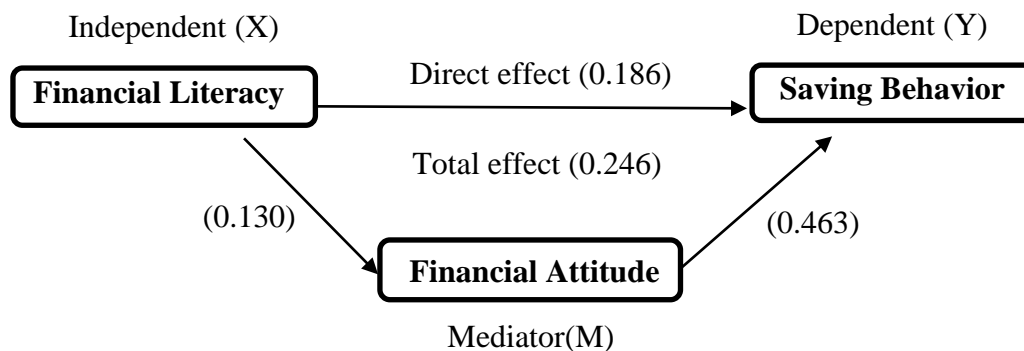 Independent (X)
Dependent (Y)
Financial Literacy
Direct effect (0.186)
Saving Behavior
Total effect (0.246)
(0.130)
(0.463)
Financial Attitude
Mediator(M)